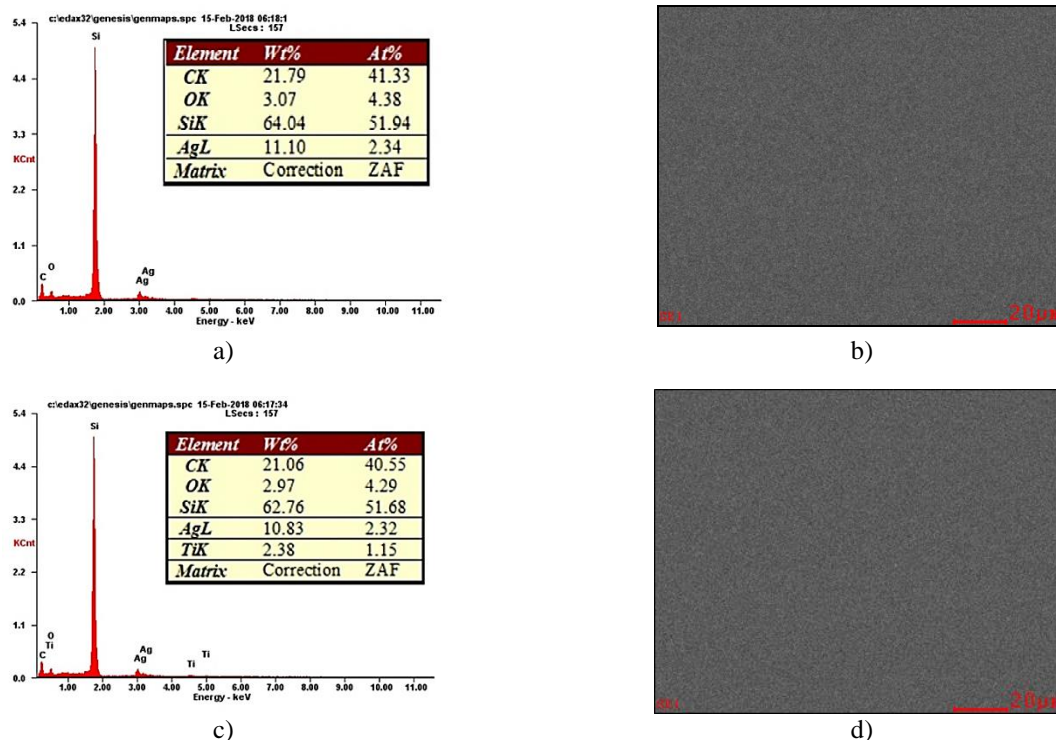 c:\edax32\genesis\genmaps.spc 15-Feb-2018 06:18:1
LSecs : 157
5.4
4.4
3.3
KCnt
2.2
1.1
0.0
Si
C
O
Ag
Ag
1.00 2.00 3.00 4.00 5.00 6.00 7.00 8.00 9.00 10.00 11.00
Energy - keV
Element Wt% At%
CK 21.79 41.33
OK 3.07 4.38
SiK 64.04 51.94
AgL 11.10 2.34
Matrix Correction ZAF
a)
20µm
b)
c:\edax32\genesis\genmaps.spc 15-Feb-2018 06:17:34
LSecs : 157
5.4
4.4
3.3
KCnt
2.2
1.1
0.0
Si
O
Ti
C
Ag
Ag
Ti
Ti
1.00 2.00 3.00 4.00 5.00 6.00 7.00 8.00 9.00 10.00 11.00
Energy - keV
Element Wt% At%
CK 21.06 40.55
OK 2.97 4.29
SiK 62.76 51.68
AgL 10.83 2.32
TiK 2.38 1.15
Matrix Correction ZAF
c)
20µm
d)